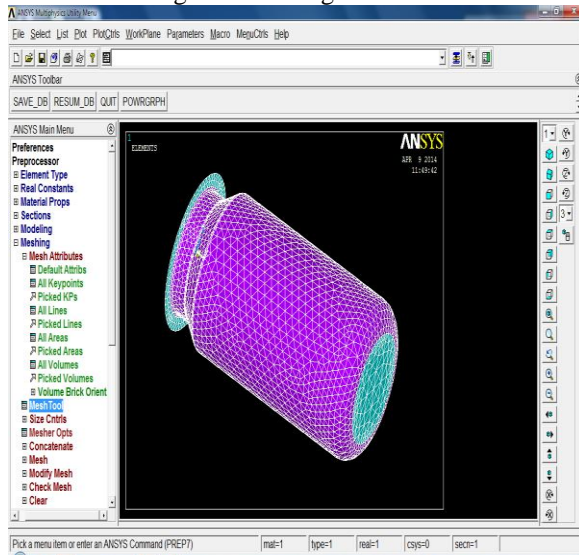 ANSYS Multiphysics Utility Menu
File Select List Plot PlotCtrls WorkPlane Parameters Macro MenuCtrls Help
ANSYS Toolbar
SAVE_DB RESUM_DB QUIT POWRGRPH
ANSYS Main Menu
Preferences
Preprocessor
Element Type
Real Constants
Material Props
Sections
Modeling
Meshing
Mesh Attributes
Default Attribs
All Keypoints
Picked KPs
All Lines
Picked Lines
All Areas
Picked Areas
All Volumes
Picked Volumes
Volume Brick Orient
MeshTool
Size Cntrls
Mesher Opts
Concatenate
Mesh
Modify Mesh
Check Mesh
Clear
1
ELEMENTS
ANSYS
APR 9 2014
11:49:42
1
3
Pick a menu item or enter an ANSYS Command (PREP7)
mat=1 type=1 real=1 csys=0 secn=1